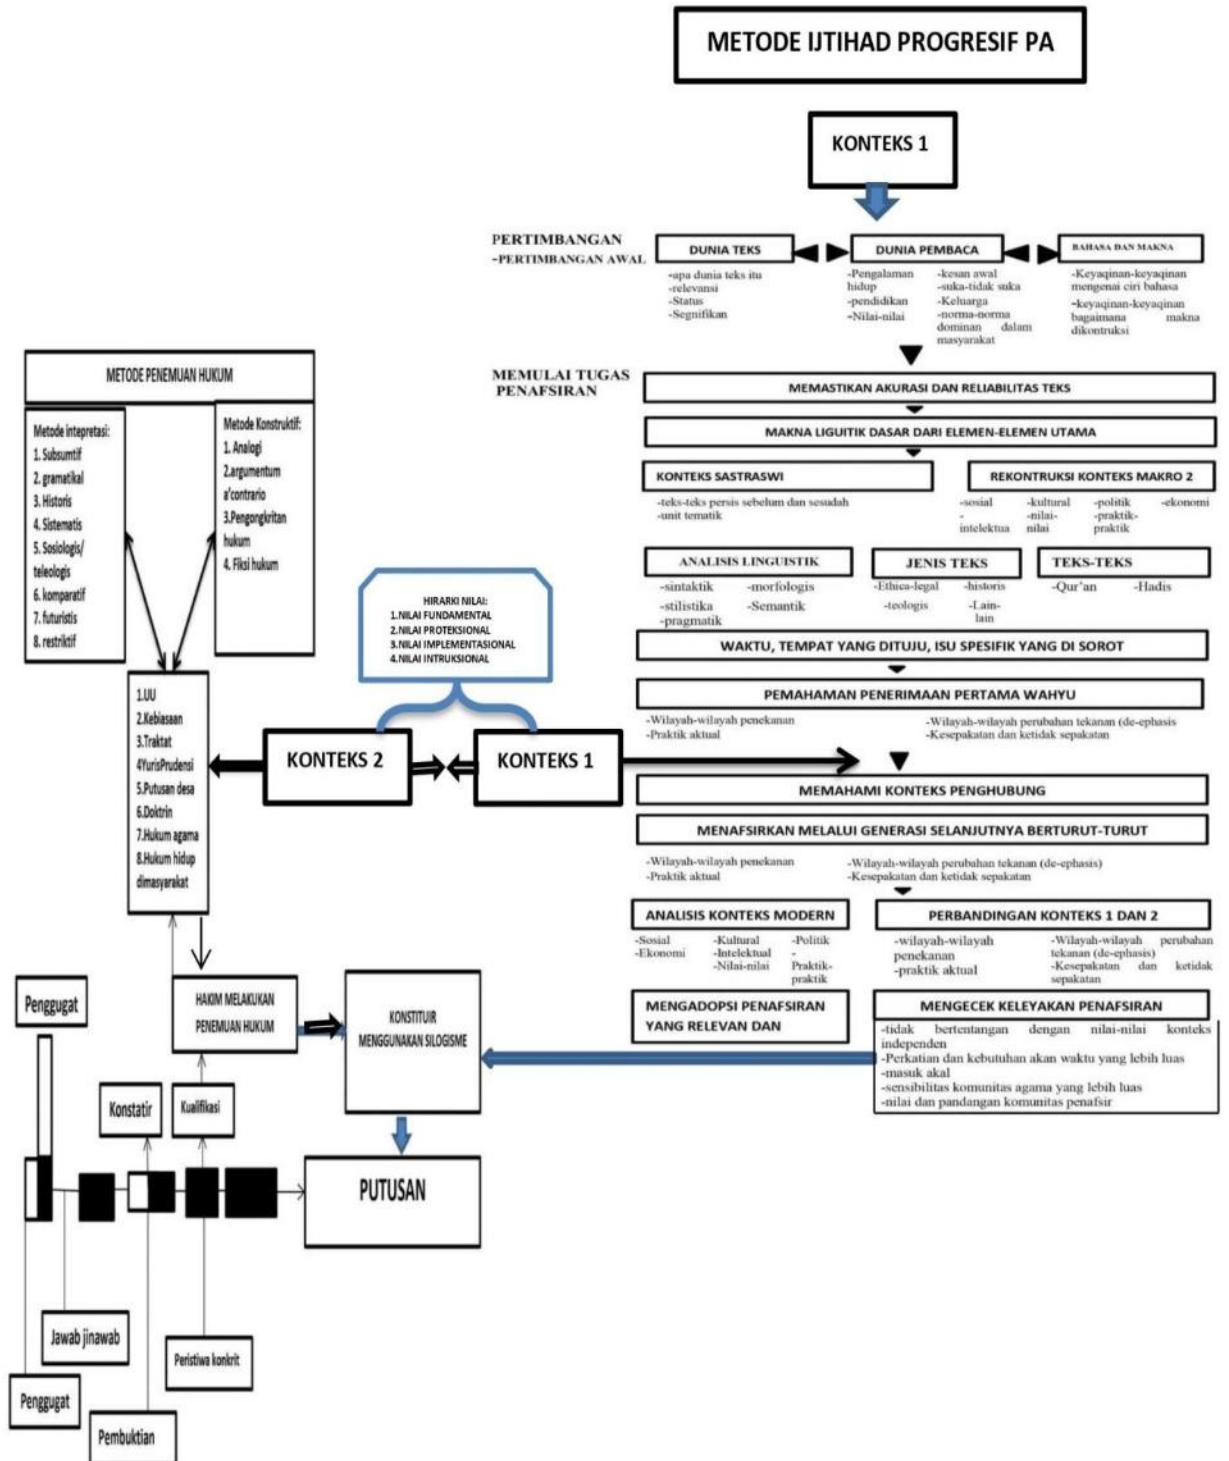 METODE IJTIHAD PROGRESIF PA
KONTEKS 1
PERTIMBANGAN
-PERTIMBANGAN AWAL
DUNIA TEKS
-apa dunia teks itu
-relevansi
-Status
-Segnifikan
DUNIA PEMBACA
-Pengalaman
hidup
-pendidikan
-Nilai-nilai
-kesan awal
-suka-tidak suka
-Keluarga
-norma-norma
dominan dalam
masyarakat
BAHASA DAN MAKNA
-Keyaqinan-keyaqinan
mengenai ciri bahasa
-keyaqinan-keyaqinan
bagaimana makna
dikontruksi
MEMULAI TUGAS
PENAFSIRAN
MEMASTIKAN AKURASI DAN RELIABILITAS TEKS
MAKNA LIGUITIK DASAR DARI ELEMEN-ELEMEN UTAMA
KONTEKS SASTRASWI
-teks-teks persis sebelum dan sesudah
-unit tematik
REKONTRUKSI KONTEKS MAKRO 2
-sosial
-
intelektua
-kultural
-nilai-
nilai
-politik
-praktik-
praktik
-ekonomi
ANALISIS LINGUISTIK
-sintaktik
-morfologis
-stilistika
-Semantik
-pragmatik
JENIS TEKS
-Ethica-legal
-historis
-teologis
-Lain-
lain
TEKS-TEKS
-Qur'an
-Hadis
WAKTU, TEMPAT YANG DITUJU, ISU SPESIFIK YANG DI SOROT
PEMAHAMAN PENERIMAAN PERTAMA WAHYU
-Wilayah-wilayah penekanan
-Praktik aktual
-Wilayah-wilayah perubahan tekanan (de-ephasis
-Kesepakatan dan ketidak sepakatan
MEMAHAMI KONTEKS PENGHUBUNG
MENAFSIRKAN MELALUI GENERASI SELANJUTNYA BERTURUT-TURUT
-Wilayah-wilayah penekanan
-Praktik aktual
-Wilayah-wilayah perubahan tekanan (de-ephasis)
-Kesepakatan dan ketidak sepakatan
ANALISIS KONTEKS MODERN
-Sosial
-Ekonomi
-Kultural
-Intelektual
-Nilai-nilai
-Politik
-
Praktik-
praktik
PERBANDINGAN KONTEKS 1 DAN 2
-wilayah-wilayah
penekanan
-praktik aktual
-Wilayah-wilayah perubahan
tekanan (de-ephasis)
-Kesepakatan dan ketidak
sepakatan
MENGADOPSI PENAFSIRAN
YANG RELEVAN DAN
MENGECEK KELEYAKAN PENAFSIRAN
-tidak bertentangan dengan nilai-nilai konteks
independen
-Perkatian dan kebutuhan akan waktu yang lebih luas
-masuk akal
-sensibilitas komunitas agama yang lebih luas
-nilai dan pandangan komunitas penafsir
METODE PENEMUAN HUKUM
Metode intepretasi:
1. Subsumtif
2. gramatikal
3. Historis
4. Sistematis
5. Sosiologis/
teleologis
6. komparatif
7. futuristis
8. restriktif
Metode Konstruktif:
1. Analogi
2.argumentum
a'contrario
3.Pengongkritan
hukum
4. Fiksi hukum
HIRARKI NILAI:
1.NILAI FUNDAMENTAL
2.NILAI PROTEKSIONAL
3.NILAI IMPLEMENTASIONAL
4.NILAI INTRUKSIONAL
KONTEKS 2
KONTEKS 1
1.UU
2.Kebiasaan
3.Traktat
4YurisPrudensi
5.Putusan desa
6.Doktrin
7.Hukum agama
8.Hukum hidup
dimasyarakat
Penggugat
HAKIM MELAKUKAN
PENEMUAN HUKUM
KONSTITUIR
MENGGUNAKAN SILOGISME
Konstatir
Kualifikasi
PUTUSAN
Jawab jinawab
Peristiwa konkrit
Penggugat
Pembuktian